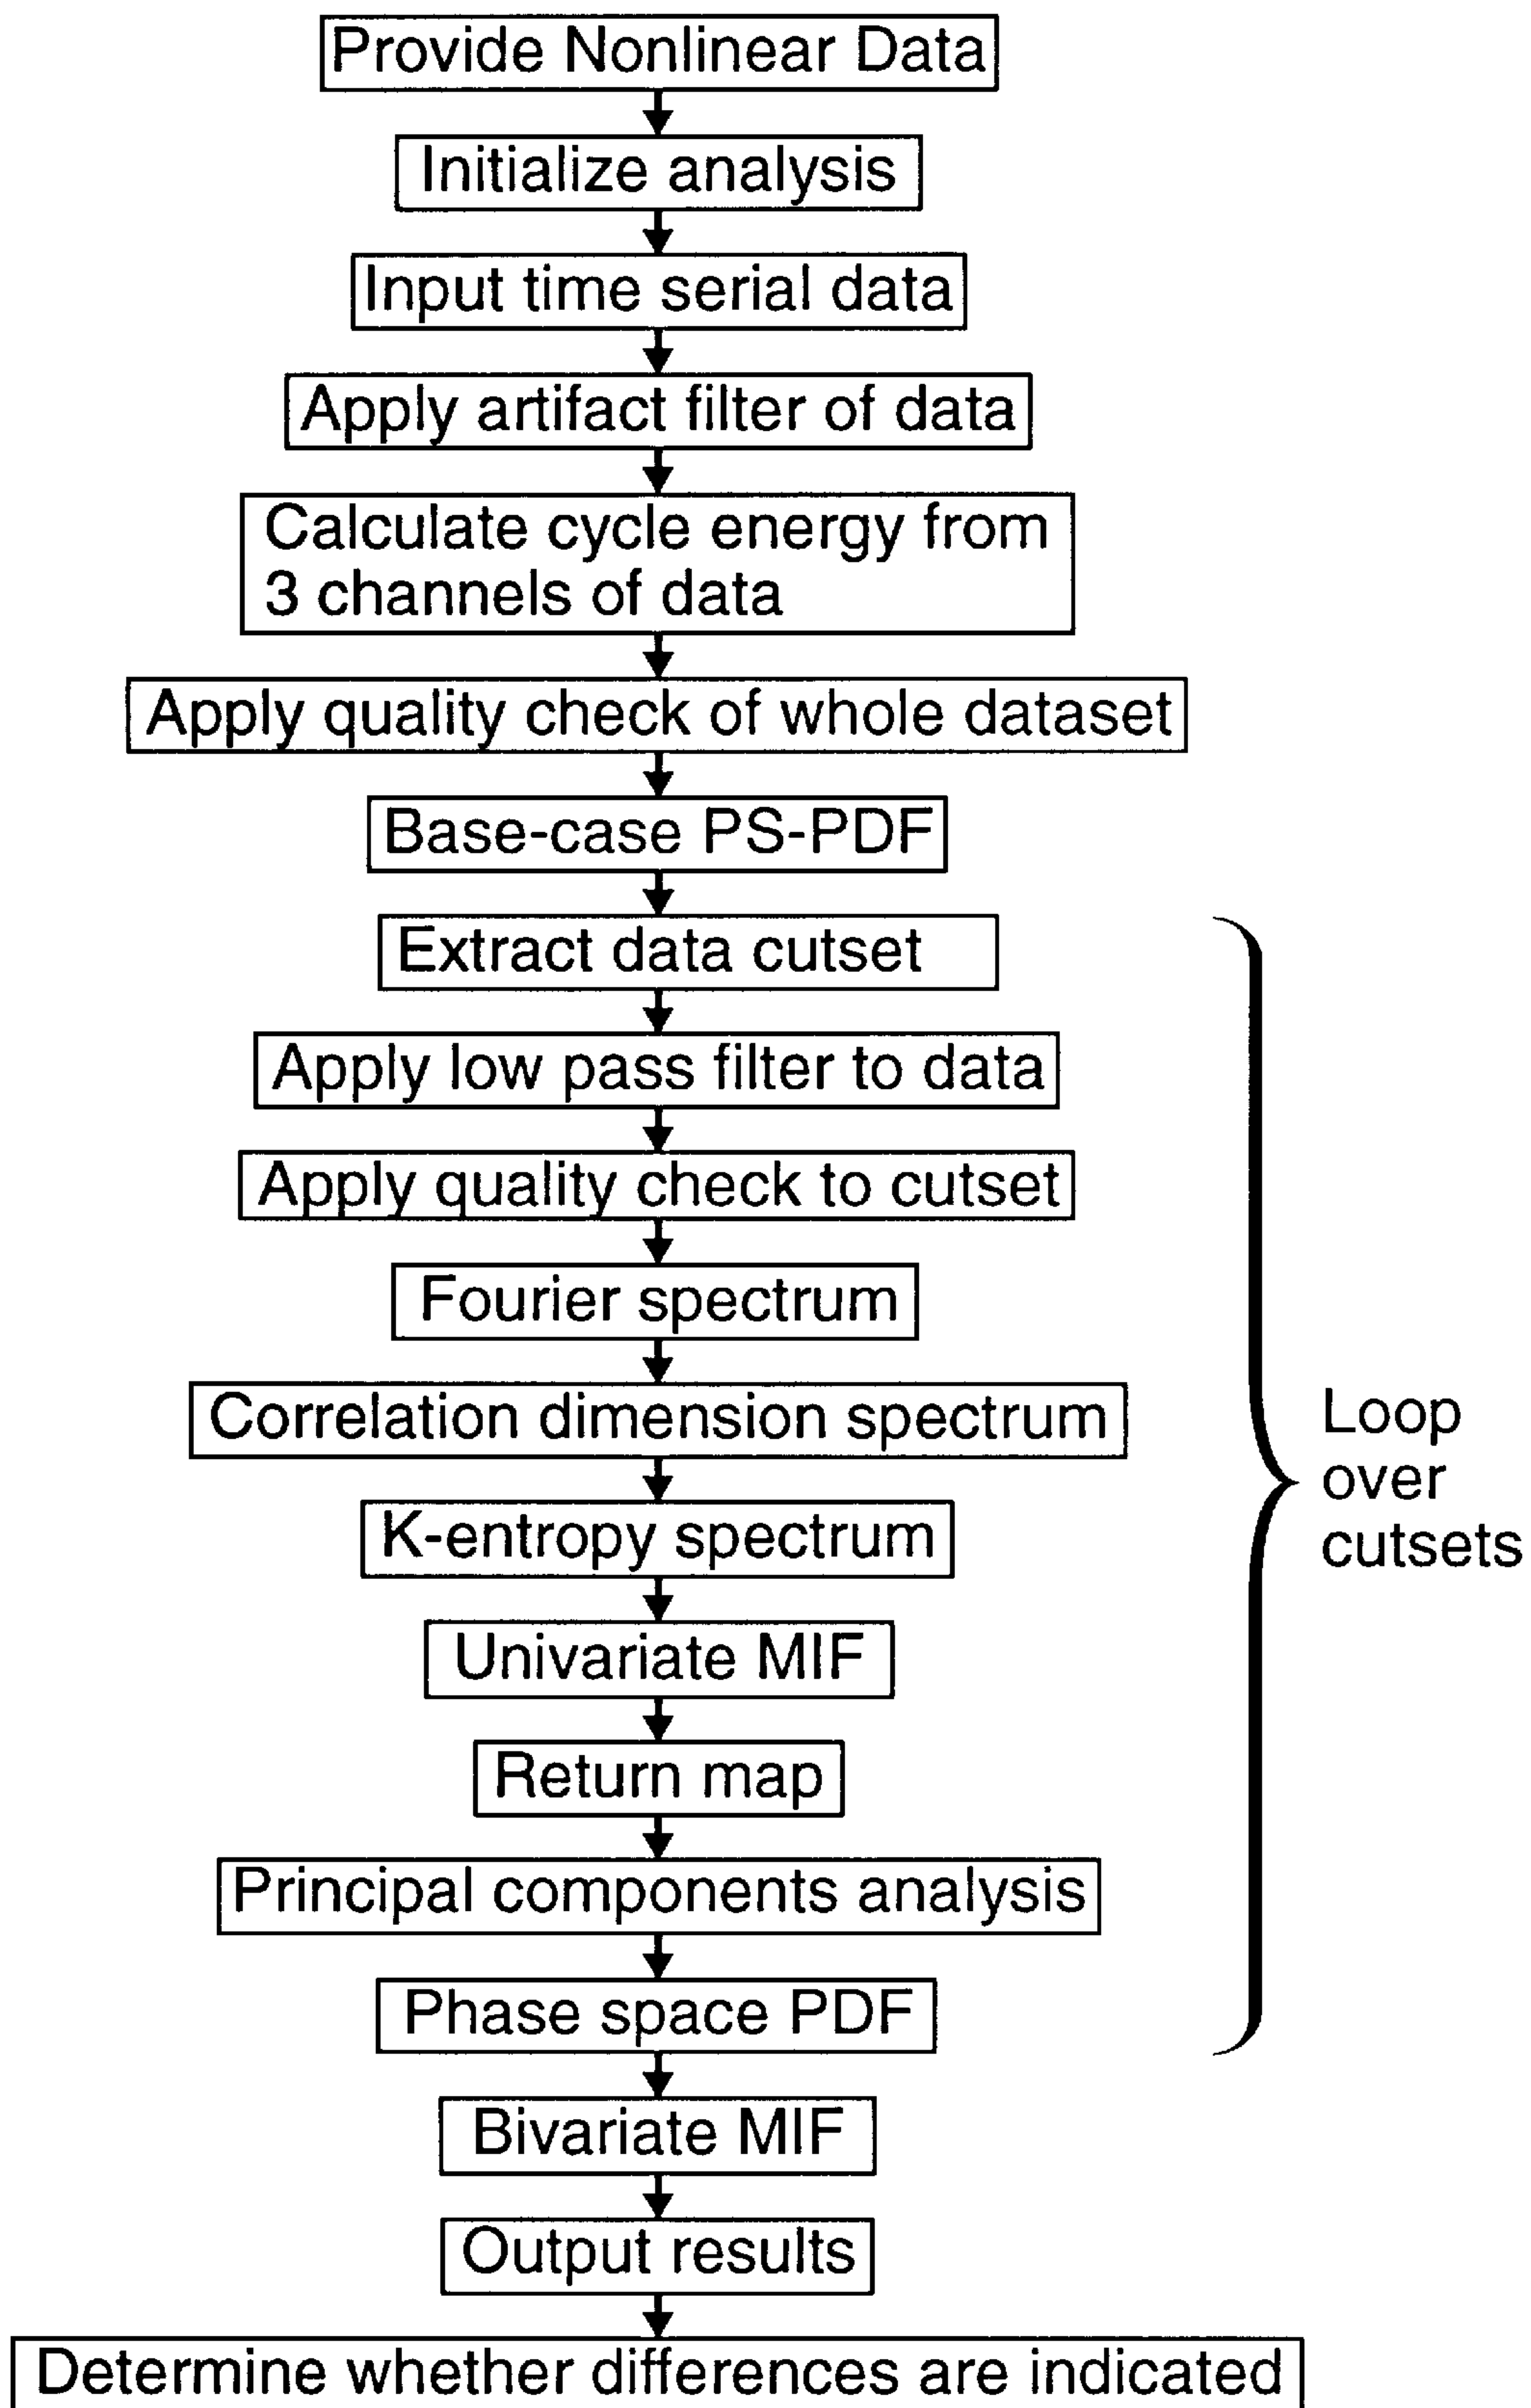 Provide Nonlinear Data
Initialize analysis
Input time serial data
Apply artifact filter of data
Calculate cycle energy from
3 channels of data
Apply quality check of whole dataset
Base-case PS-PDF
Extract data cutset
Apply low pass filter to data
Apply quality check to cutset
Fourier spectrum
Correlation dimension spectrum
K-entropy spectrum
Univariate MIF
Return map
Principal components analysis
Phase space PDF
Loop
over
cutsets
Bivariate MIF
Output results
Determine whether differences are indicated